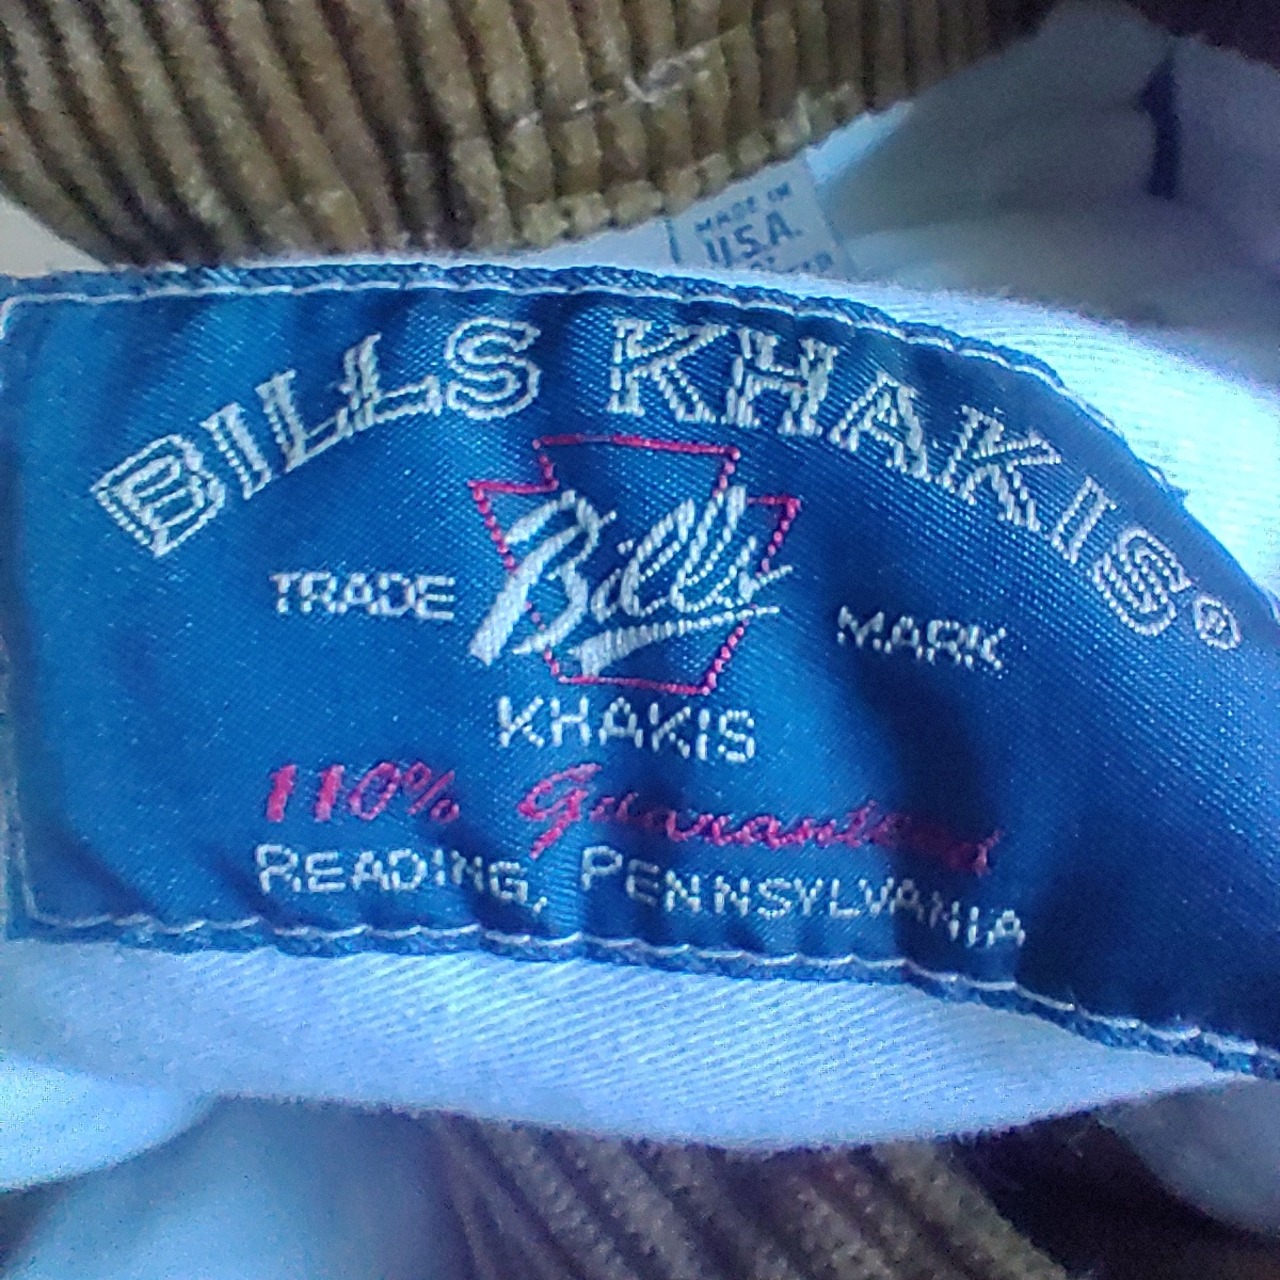 MADE IN
U.S.A.
BILLS KHAKIS®
TRADE Bills MARK
KHAKIS
110% Guaranteed
READING, PENNSYLVANIA